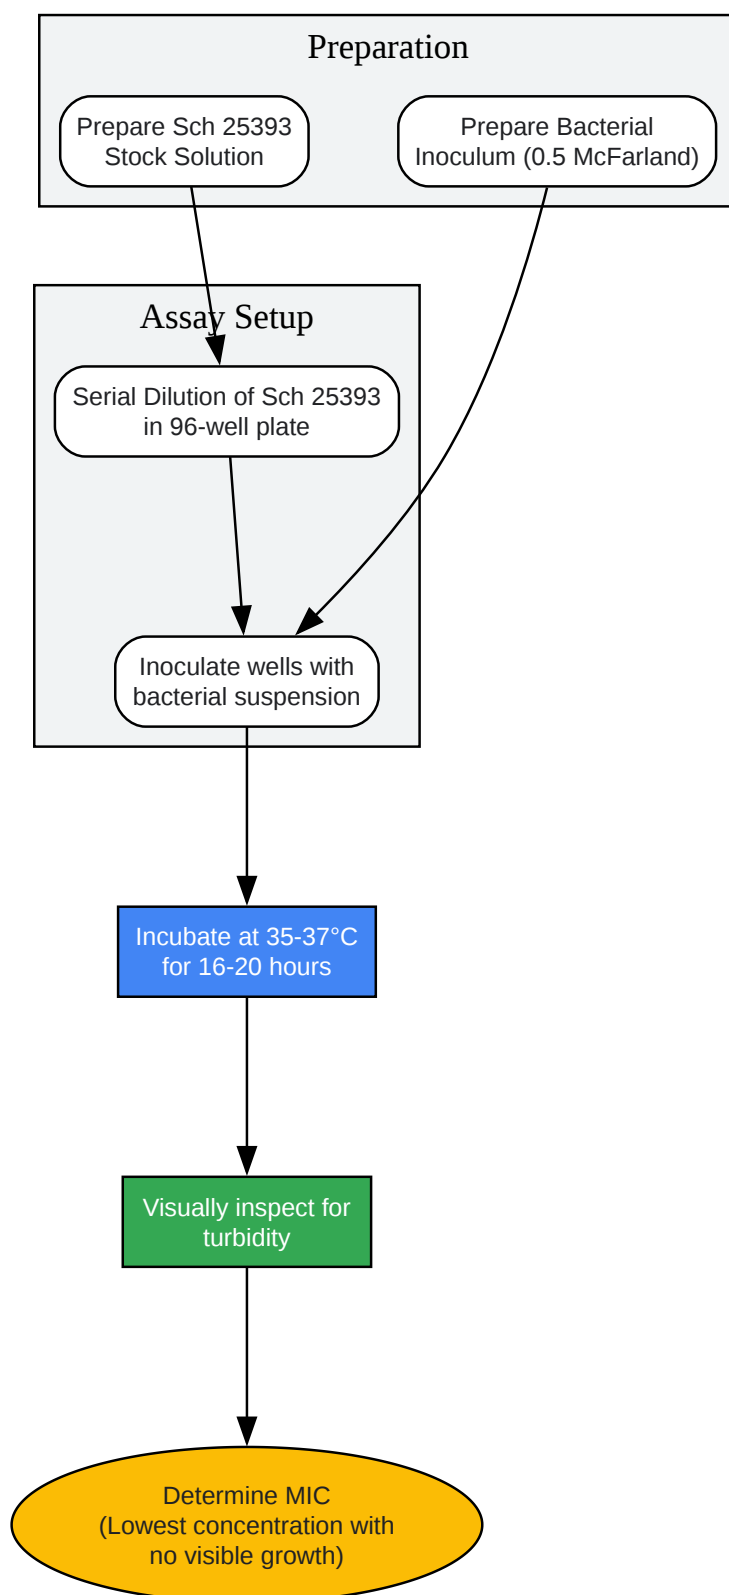 Preparation
Prepare Sch 25393
Stock Solution
Prepare Bacterial
Inoculum (0.5 McFarland)
Assay Setup
Serial Dilution of Sch 25393
in 96-well plate
Inoculate wells with
bacterial suspension
Incubate at 35-37°C
for 16-20 hours
Visually inspect for
turbidity
Determine MIC
(Lowest concentration with
no visible growth)